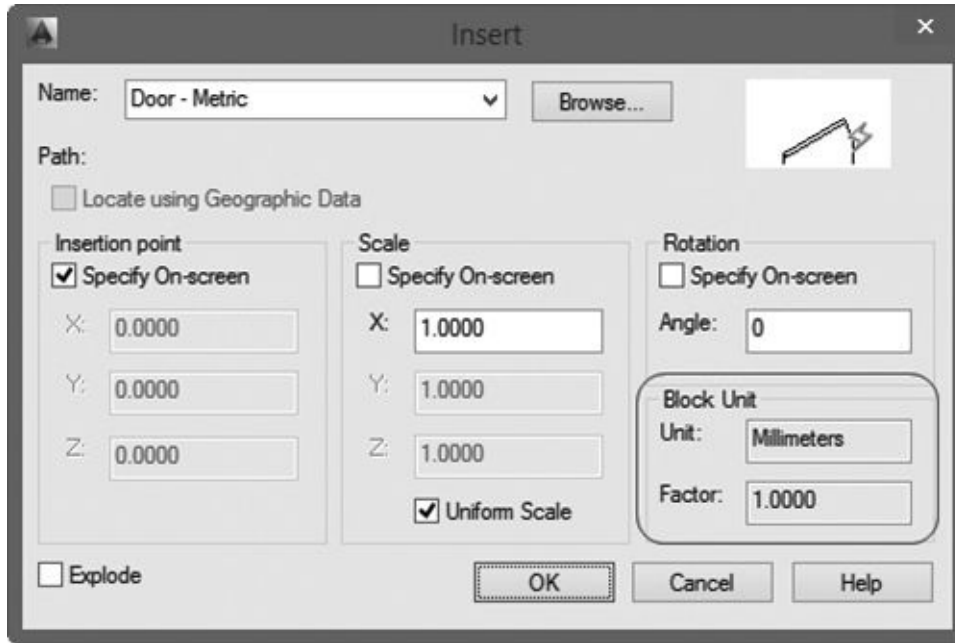 Insert
Name: Door - Metric Browse...
Path:
Locate using Geographic Data
Insertion point
Specify On-screen
X: 0.0000
Y: 0.0000
Z: 0.0000
Scale
Specify On-screen
X: 1.0000
Y: 1.0000
Z: 1.0000
Uniform Scale
Rotation
Specify On-screen
Angle: 0
Block Unit
Unit: Millimeters
Factor: 1.0000
Explode
OK Cancel Help